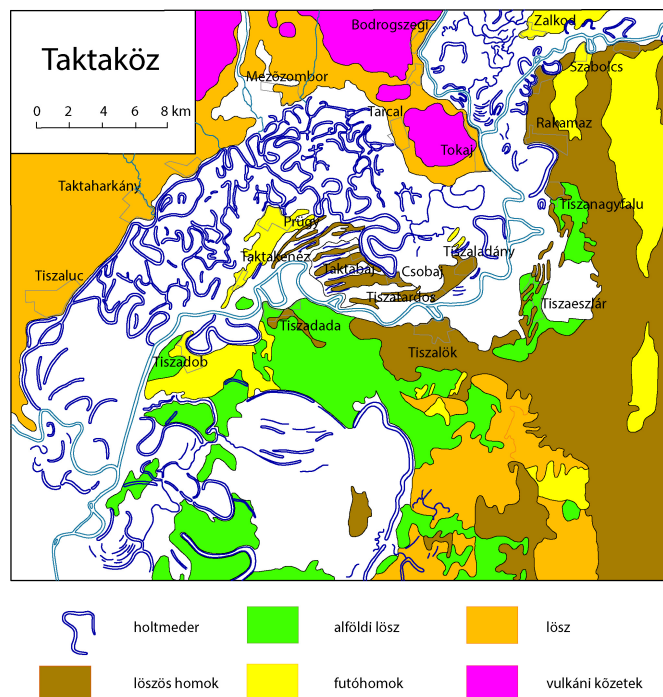 Taktaköz
0 2 4 6 8 km
Bodrogszegi
Zalkod
Mezőzombor
Szabolcs
Tarcal
Rakamaz
Tokaj
Taktaharkány
Tiszanagyfalu
Prügy
Taktakenéz
Tiszaladány
Tiszaluc
Taktabáj
Csobaj
Tiszatardos
Tiszaeszlár
Tiszadada
Tiszalök
Tiszadob
holtmeder
alföldi lösz
lösz
löszös homok
futóhomok
vulkáni kőzetek